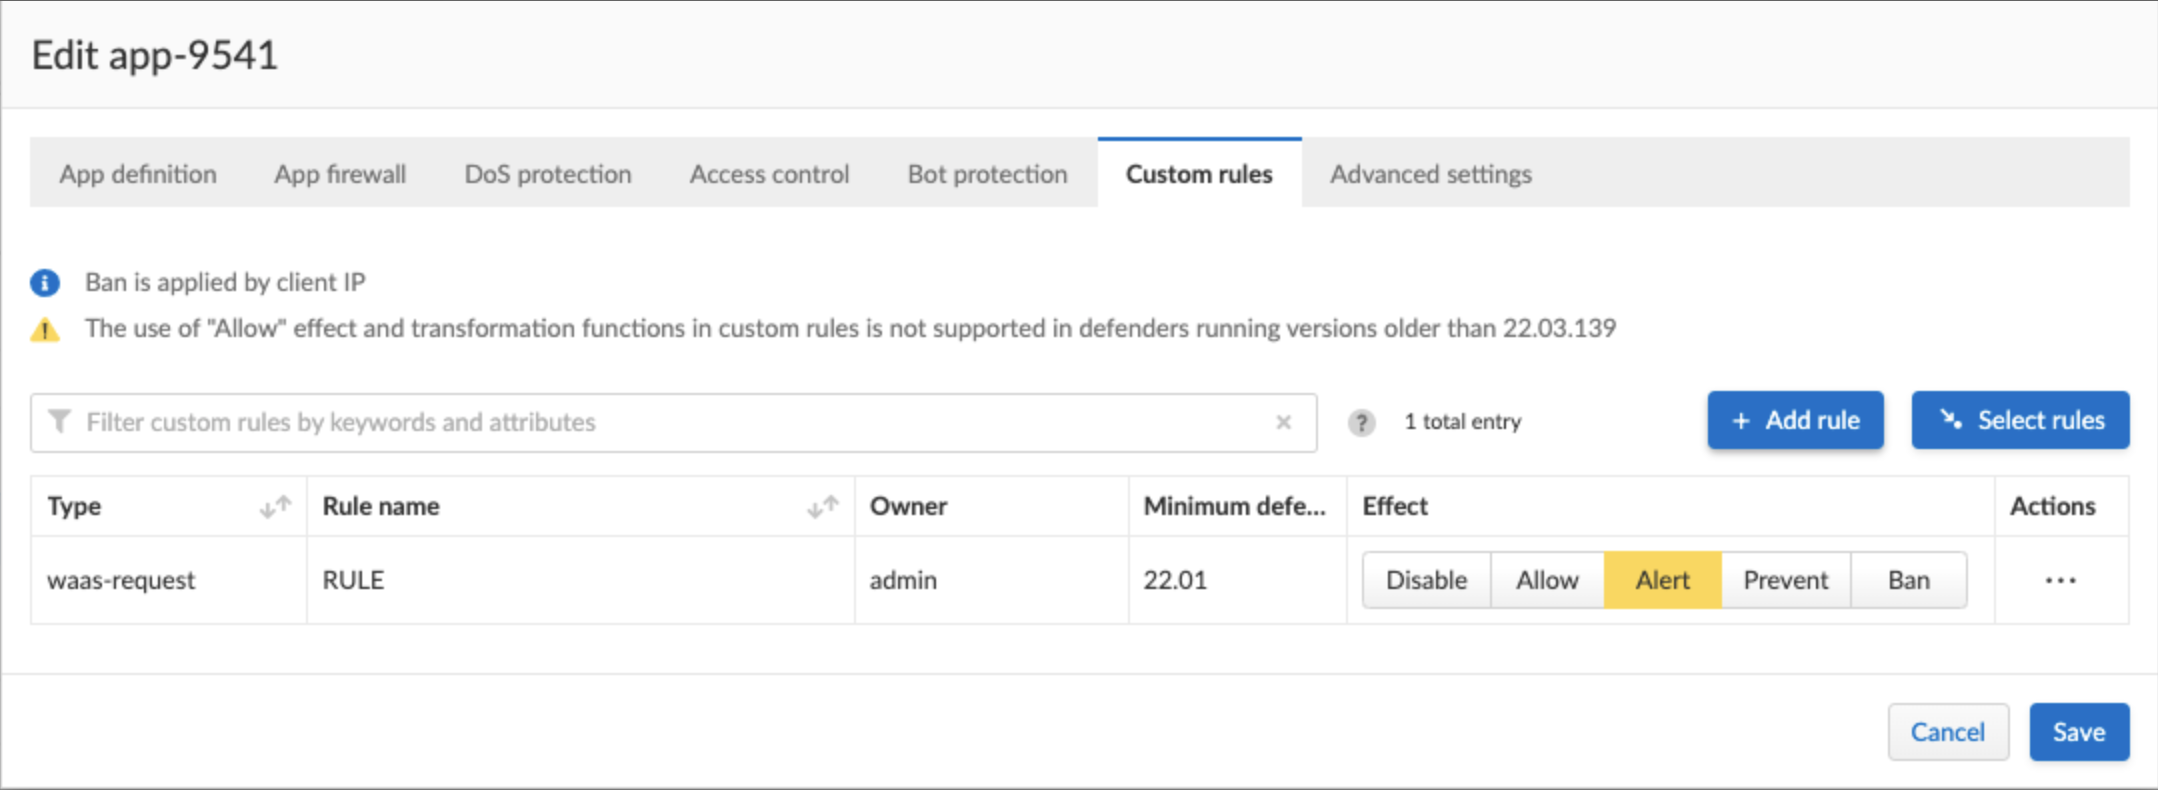 Edit app-9541
App definition App firewall DoS protection Access control Bot protection Custom rules Advanced settings
Ban is applied by client IP
The use of "Allow" effect and transformation functions in custom rules is not supported in defenders running versions older than 22.03.139
Filter custom rules by keywords and attributes × ? 1 total entry + Add rule Select rules
Type Rule name Owner Minimum defe... Effect Actions
waas-request RULE admin 22.01 Disable Allow Alert Prevent Ban ...
Cancel Save